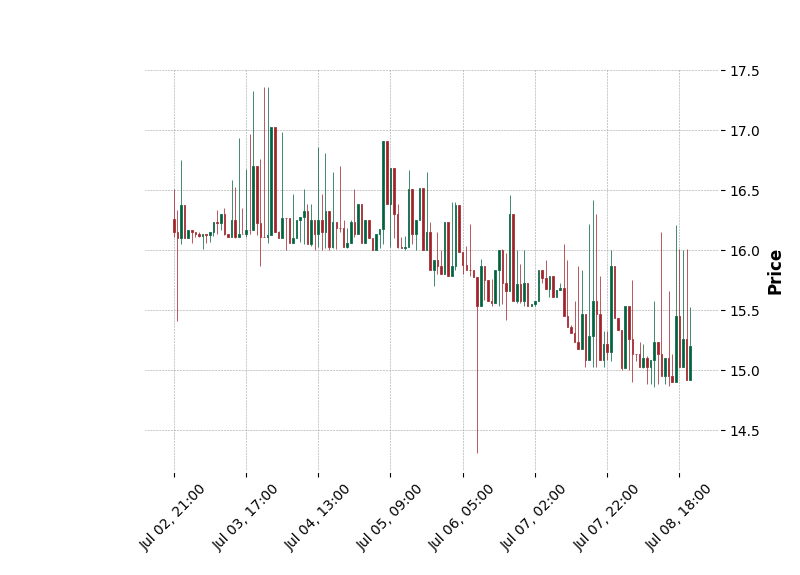 17.5
17.0
16.5
16.0
15.5
15.0
14.5
Price
Jul 02, 21:00
Jul 03, 17:00
Jul 04, 13:00
Jul 05, 09:00
Jul 06, 05:00
Jul 07, 02:00
Jul 07, 22:00
Jul 08, 18:00